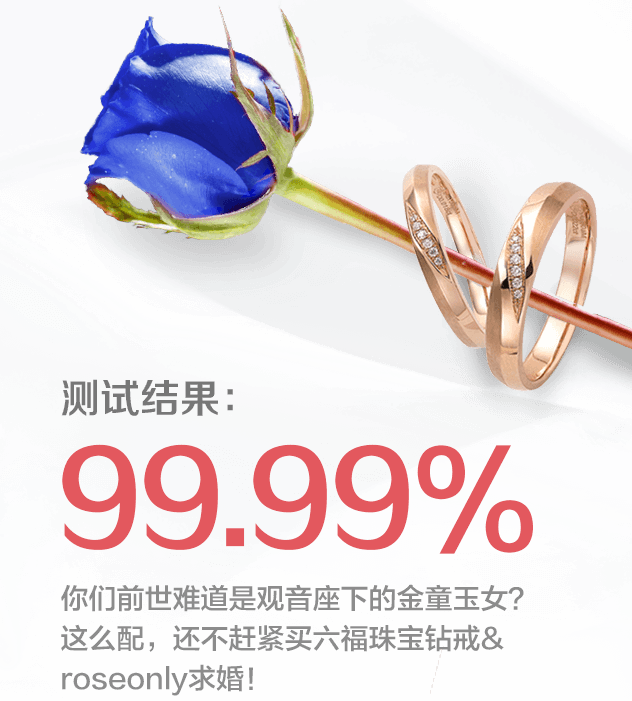 测试结果：
99.99%
你们前世难道是观音座下的金童玉女？
这么配，还不赶紧买六福珠宝钻戒&
roseonly求婚！